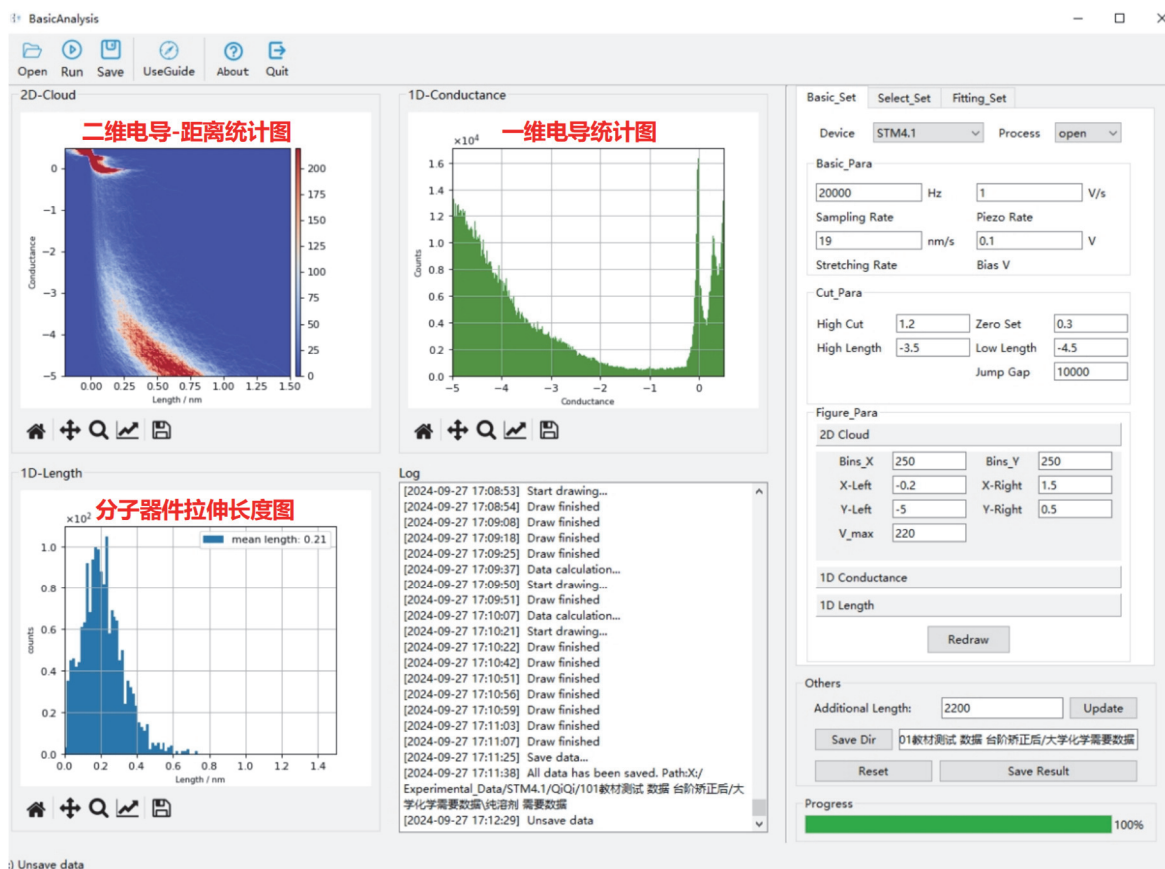 BasicAnalysis
Open Run Save UseGuide About Quit
2D-Cloud
二维电导-距离统计图
0
−1
−2
−3
−4
−5
Conductance
0.00 0.25 0.50 0.75 1.00 1.25 1.50
Length / nm
200
175
150
125
100
75
50
25
0
1D-Conductance
一维电导统计图
×10⁴
1.6
1.4
1.2
1.0
0.8
0.6
0.4
0.2
0.0
Counts
−5 −4 −3 −2 −1 0
Conductance
1D-Length
分子器件拉伸长度图
×10²
mean length: 0.21
1.0
0.8
0.6
0.4
0.2
0.0
counts
0.0 0.2 0.4 0.6 0.8 1.0 1.2 1.4
Length / nm
Log
[2024-09-27 17:08:53] Start drawing...
[2024-09-27 17:08:54] Draw finished
[2024-09-27 17:09:08] Draw finished
[2024-09-27 17:09:18] Draw finished
[2024-09-27 17:09:25] Draw finished
[2024-09-27 17:09:37] Data calculation...
[2024-09-27 17:09:50] Start drawing...
[2024-09-27 17:09:51] Draw finished
[2024-09-27 17:10:07] Data calculation...
[2024-09-27 17:10:21] Start drawing...
[2024-09-27 17:10:22] Draw finished
[2024-09-27 17:10:42] Draw finished
[2024-09-27 17:10:51] Draw finished
[2024-09-27 17:10:56] Draw finished
[2024-09-27 17:10:59] Draw finished
[2024-09-27 17:11:03] Draw finished
[2024-09-27 17:11:07] Draw finished
[2024-09-27 17:11:25] Save data...
[2024-09-27 17:11:38] All data has been saved. Path:X:/
Experimental_Data/STM4.1/QiQi/101教材测试 数据 台阶矫正后/大
学化学需要数据\纯溶剂 需要数据
[2024-09-27 17:12:29] Unsave data
Basic_Set Select_Set Fitting_Set
Device STM4.1 Process open
Basic_Para
20000 Hz 1 V/s
Sampling Rate Piezo Rate
19 nm/s 0.1 V
Stretching Rate Bias V
Cut_Para
High Cut 1.2 Zero Set 0.3
High Length -3.5 Low Length -4.5
Jump Gap 10000
Figure_Para
2D Cloud
Bins_X 250 Bins_Y 250
X-Left -0.2 X-Right 1.5
Y-Left -5 Y-Right 0.5
V_max 220
1D Conductance
1D Length
Redraw
Others
Additional Length: 2200 Update
Save Dir 01教材测试 数据 台阶矫正后/大学化学需要数据
Reset Save Result
Progress
100%
:) Unsave data